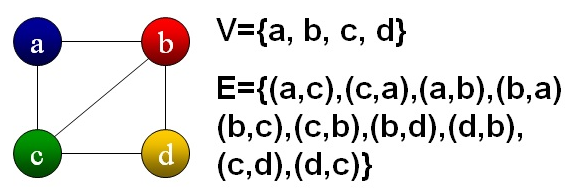 a
b
c
d
V={a, b, c, d}
E={(a,c),(c,a),(a,b),(b,a)
(b,c),(c,b),(b,d),(d,b),
(c,d),(d,c)}